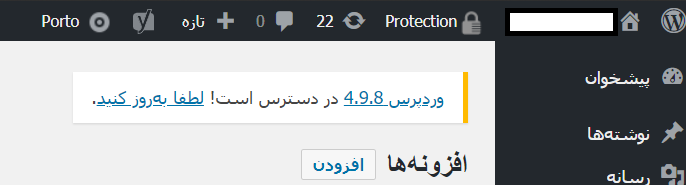 Protection 22 0 تازه Porto
پیشخوان
وردپرس 4.9.8 در دسترس است! لطفا به‌روز کنید.
نوشته‌ها
افزونه‌ها افزودن
رسانه